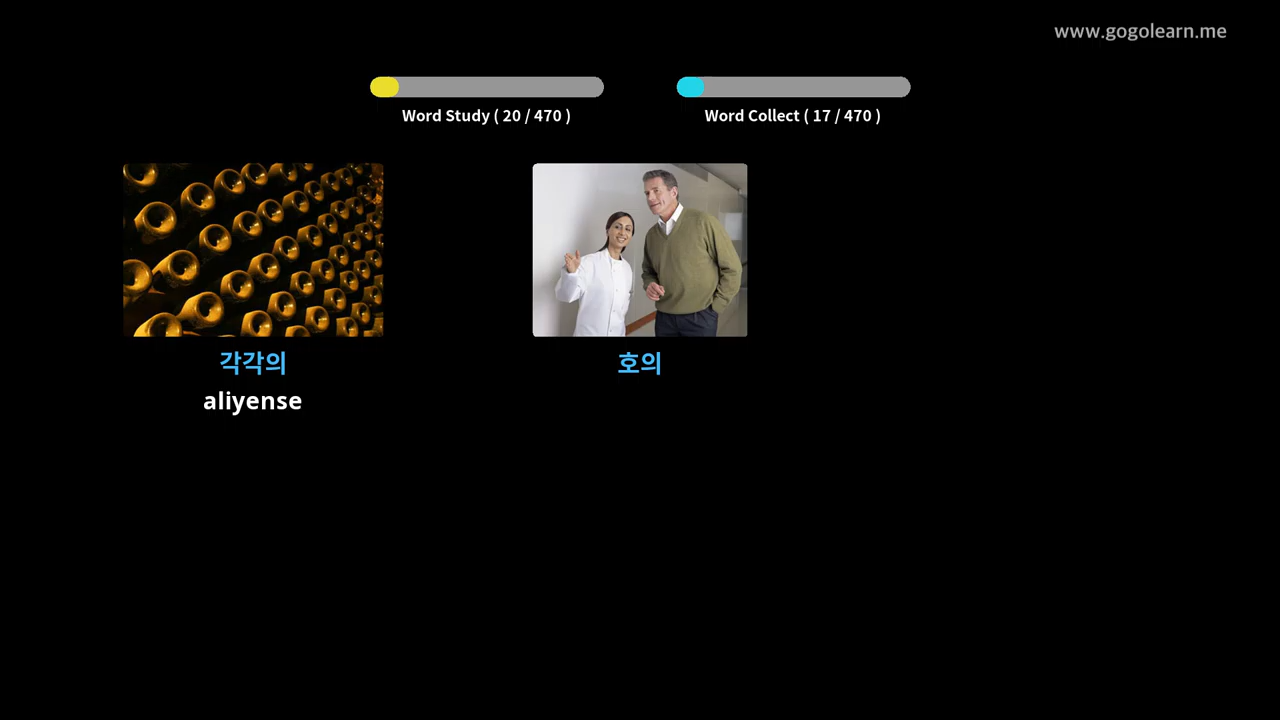 www.gogolearn.me
Word Study ( 20 / 470 )
Word Collect ( 17 / 470 )
각각의
호의
aliyense